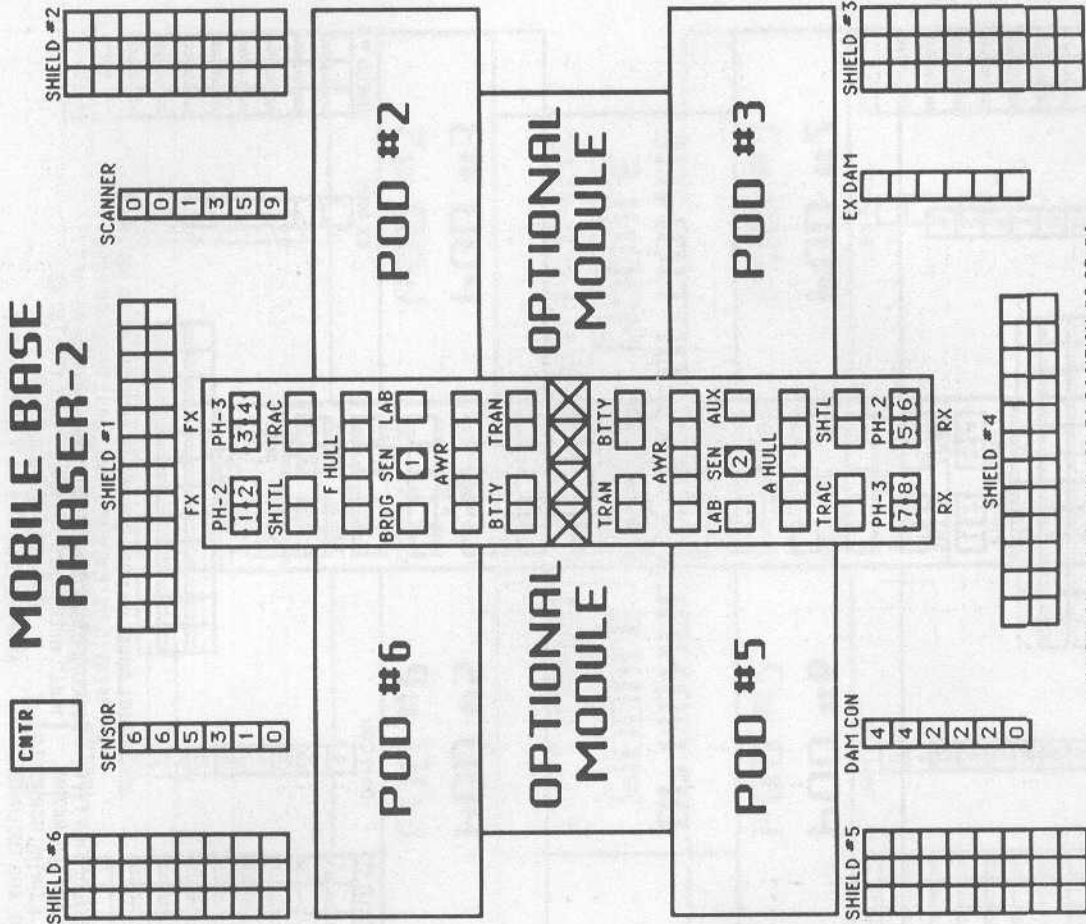 MOBILE BASE
PHASER-2
CNTR
SHIELD #1
SHIELD #2
SHIELD #6
SENSOR
6
6
5
3
1
0
SCANNER
0
0
1
3
5
9
FX FX
PH-2 PH-3
1 2 3 4
SHTTL TRAC
F HULL
BRDG SEN LAB
1
AWR
BTTY TRAN
POD #6
POD #2
OPTIONAL
MODULE
OPTIONAL
MODULE
TRAN BTTY
AWR
LAB SEN AUX
2
A HULL
TRAC SHTL
PH-3 PH-2
7 8 5 6
RX RX
POD #5
POD #3
SHIELD #5
DAM CON
4
4
2
2
2
0
SHIELD #4
EX DAM
SHIELD #3